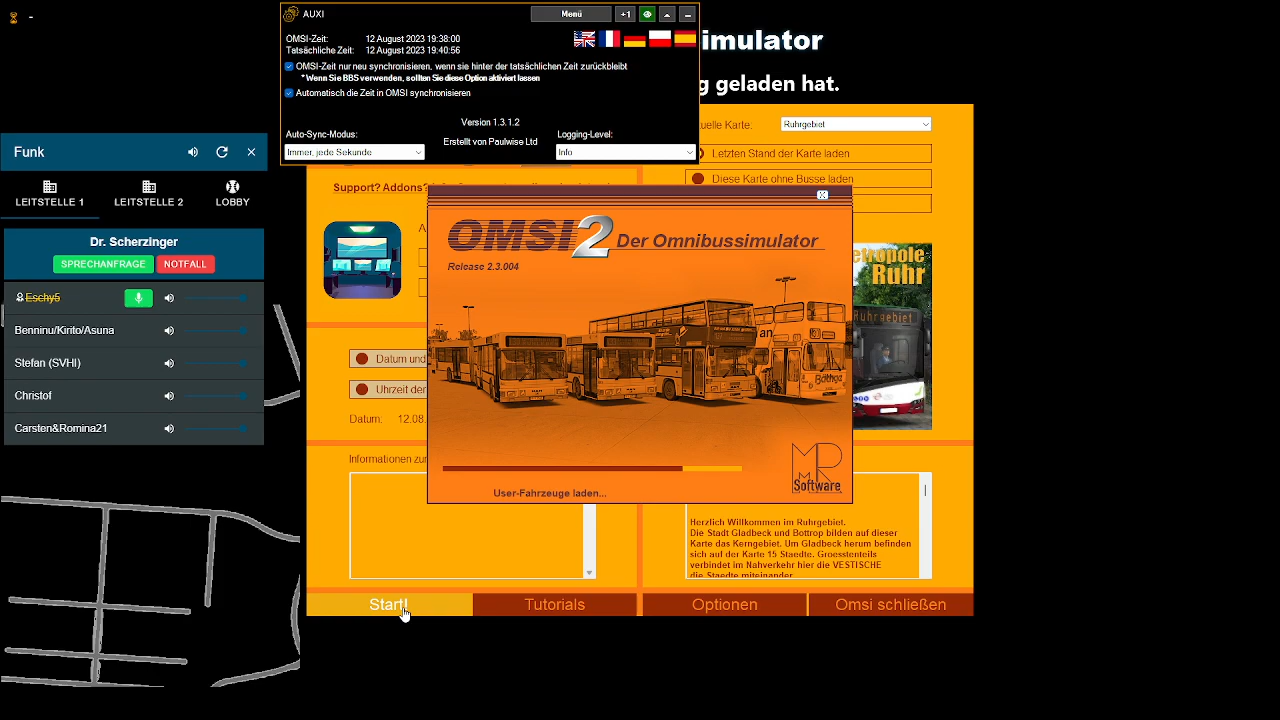 -
AUXI
Menü
+1
OMSI-Zeit: 12 August 2023 19:38:00
Tatsächliche Zeit: 12 August 2023 19:40:56
OMSI-Zeit nur neu synchronisieren, wenn sie hinter der tatsächlichen Zeit zurückbleibt
* Wenn Sie BBS verwenden, sollten Sie diese Option aktiviert lassen
Automatisch die Zeit in OMSI synchronisieren
Version 1.3.1.2
Auto-Sync-Modus:
Erstellt von Paulwise Ltd
Logging-Level:
Immer, jede Sekunde
Info
imulator
g geladen hat.
Funk
LEITSTELLE 1
LEITSTELLE 2
LOBBY
Dr. Scherzinger
SPRECHANFRAGE
NOTFALL
Eschy5
Benninu/Kirito/Asuna
Stefan (SVHI)
Christof
Carsten&Romina21
uelle Karte:
Ruhrgebiet
Letzten Stand der Karte laden
Diese Karte ohne Busse laden
Support? Addons?
A
OMSI 2 Der Omnibussimulator
Release 2.3.004
an
Bottrop
MR Software
User-Fahrzeuge laden...
etropole
Ruhr
Ruhrgebiet
Datum und
Uhrzeit der
Datum: 12.08.
Informationen zur
Herzlich Willkommen im Ruhrgebiet.
Die Stadt Gladbeck und Bottrop bilden auf dieser
Karte das Kerngebiet. Um Gladbeck herum befinden
sich auf der Karte 15 Staedte. Groesstenteils
verbindet im Nahverkehr hier die VESTISCHE
die Staedte miteinander
Start!
Tutorials
Optionen
Omsi schließen